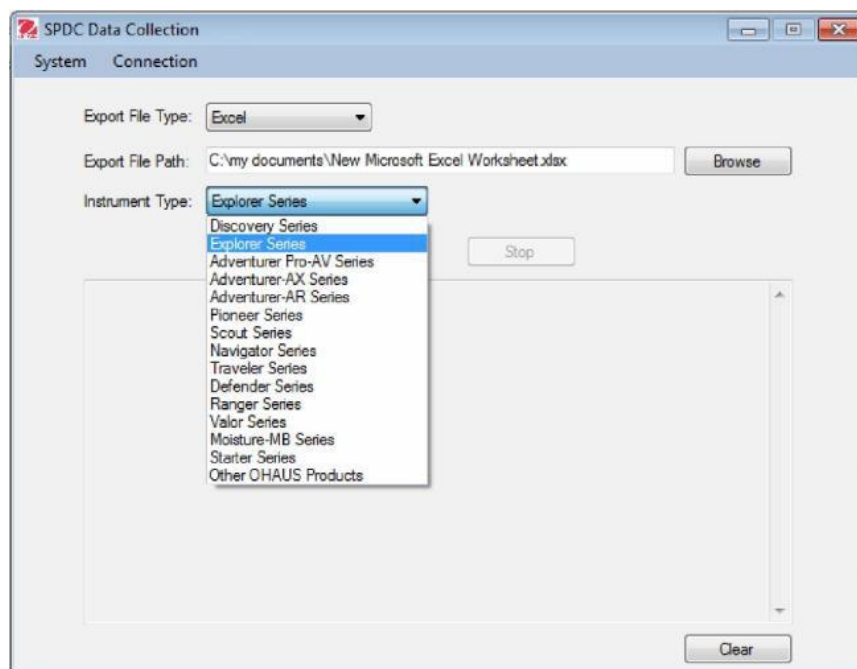 SPDC Data Collection
System Connection
Export File Type: Excel
Export File Path: C:\my documents\New Microsoft Excel Worksheet.xlsx Browse
Instrument Type: Explorer Series
Discovery Series
Explorer Series
Stop
Adventurer Pro-AV Series
Adventurer-AX Series
Adventurer-AR Series
Pioneer Series
Scout Series
Navigator Series
Traveler Series
Defender Series
Ranger Series
Valor Series
Moisture-MB Series
Starter Series
Other OHAUS Products
Clear